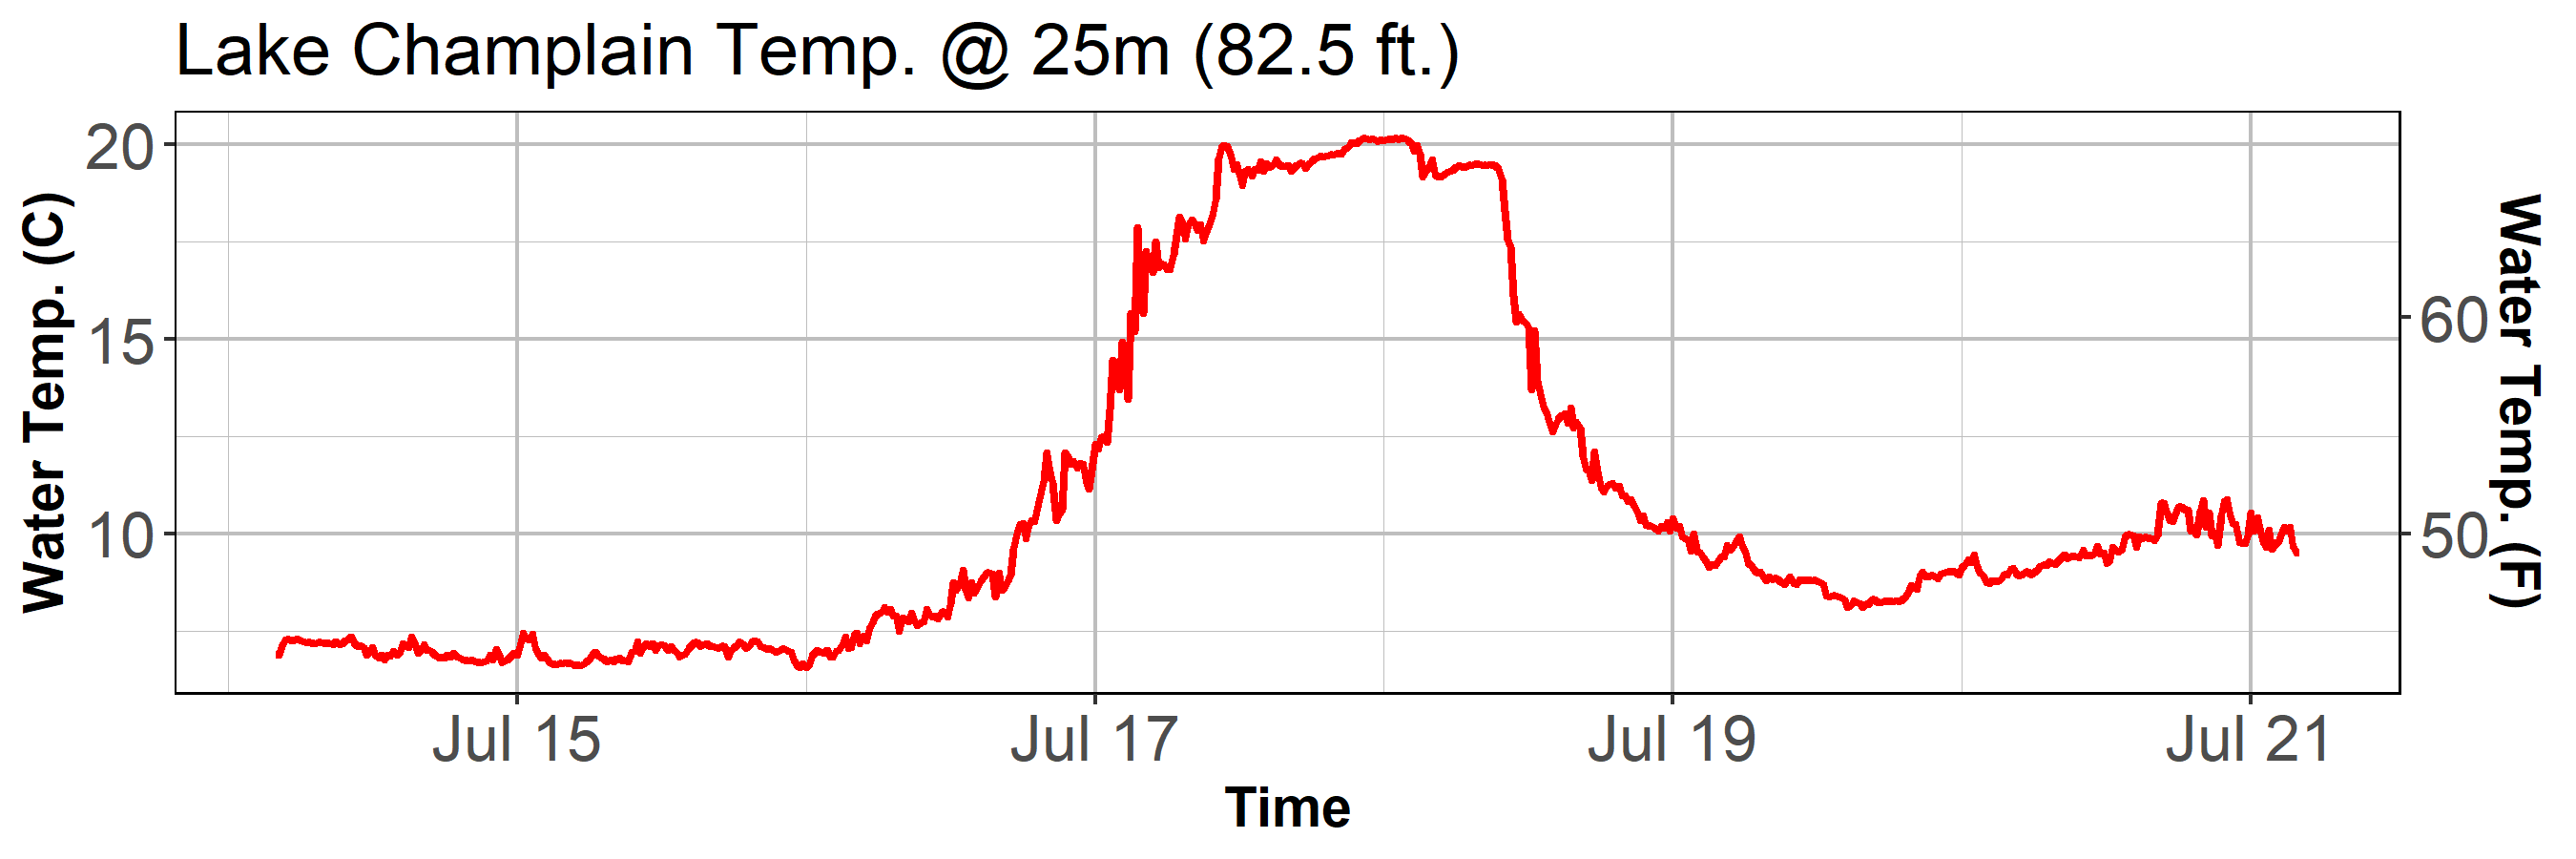 Lake Champlain Temp. @ 25m (82.5 ft.)
Water Temp. (C)
20
15
10
60
50
Water Temp. (F)
Jul 15 Jul 17 Jul 19 Jul 21
Time